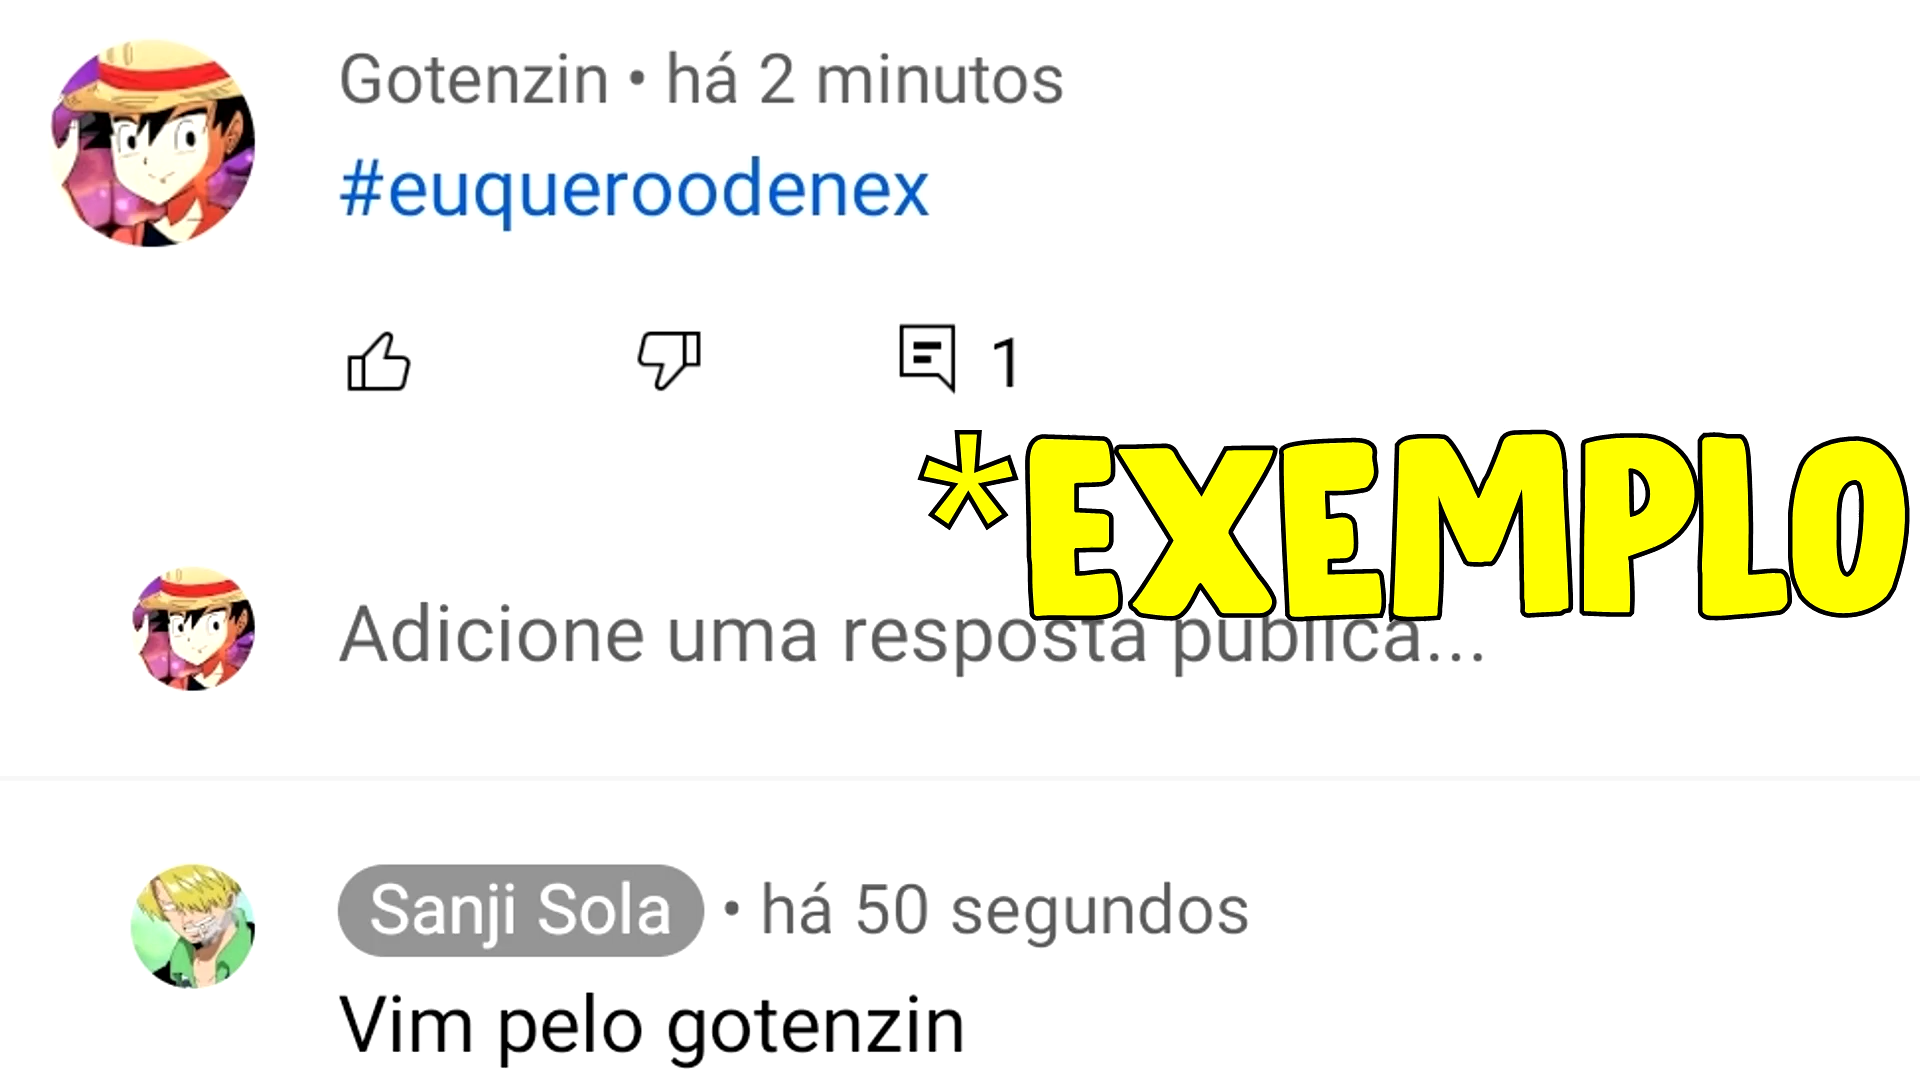 Gotenzin • há 2 minutos
#euqueroodenex
1
*EXEMPLO
Adicione uma resposta pública...
Sanji Sola • há 50 segundos
Vim pelo gotenzin